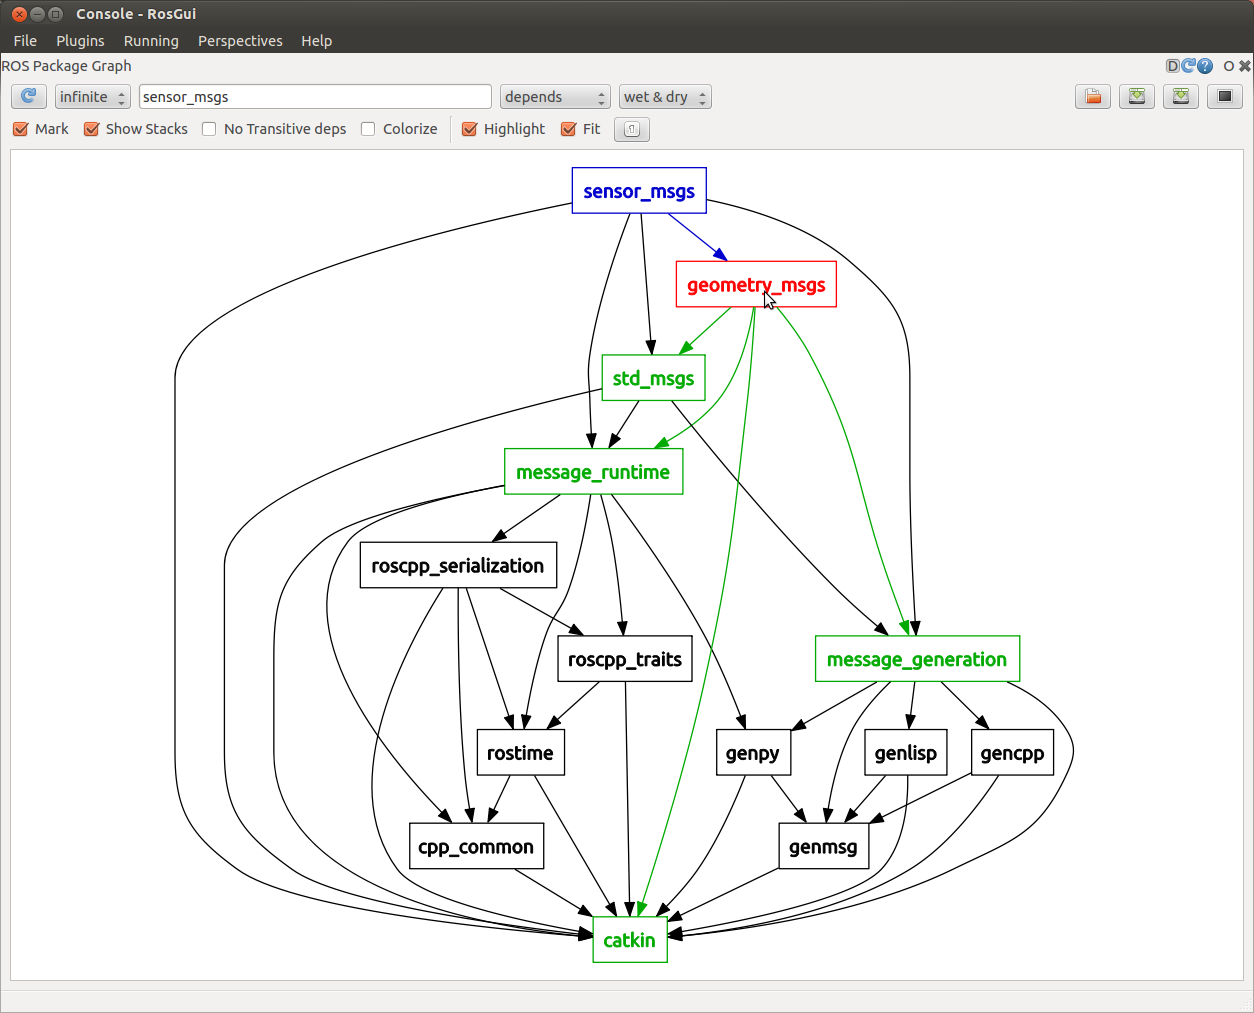 Console - RosGui
File Plugins Running Perspectives Help
ROS Package Graph D ? O
infinite sensor_msgs depends wet & dry
Mark Show Stacks No Transitive deps Colorize Highlight Fit
sensor_msgs
geometry_msgs
std_msgs
message_runtime
roscpp_serialization
roscpp_traits message_generation
rostime genpy genlisp gencpp
cpp_common genmsg
catkin